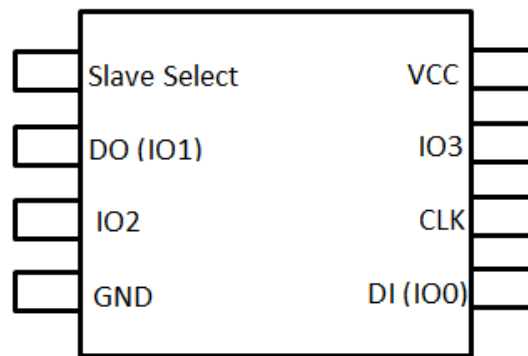 Slave Select
VCC
DO (IO1)
IO3
IO2
CLK
GND
DI (IO0)